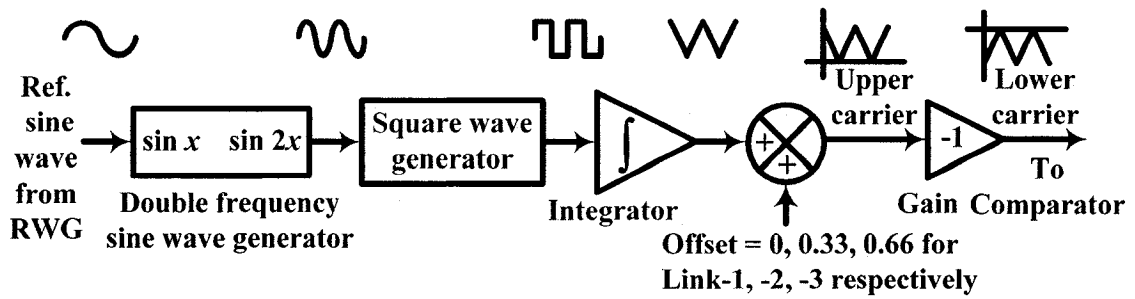 Ref.
sine
wave
from
RWG
sin x sin 2x
Double frequency
sine wave generator
Square wave
generator
∫
Integrator
+
+
Offset = 0, 0.33, 0.66 for
Link-1, -2, -3 respectively
Upper
carrier
-1
Gain
Lower
carrier
To
Comparator